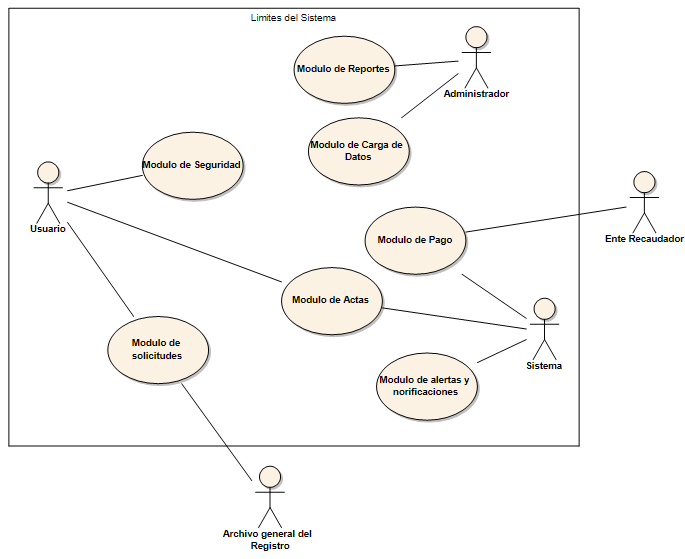 Limites del Sistema
Modulo de Reportes
Administrador
Modulo de Carga de
Datos
Modulo de Seguridad
Usuario
Modulo de Pago
Ente Recaudador
Modulo de Actas
Modulo de
solicitudes
Sistema
Modulo de alertas y
norificaciones
Archivo general del
Registro